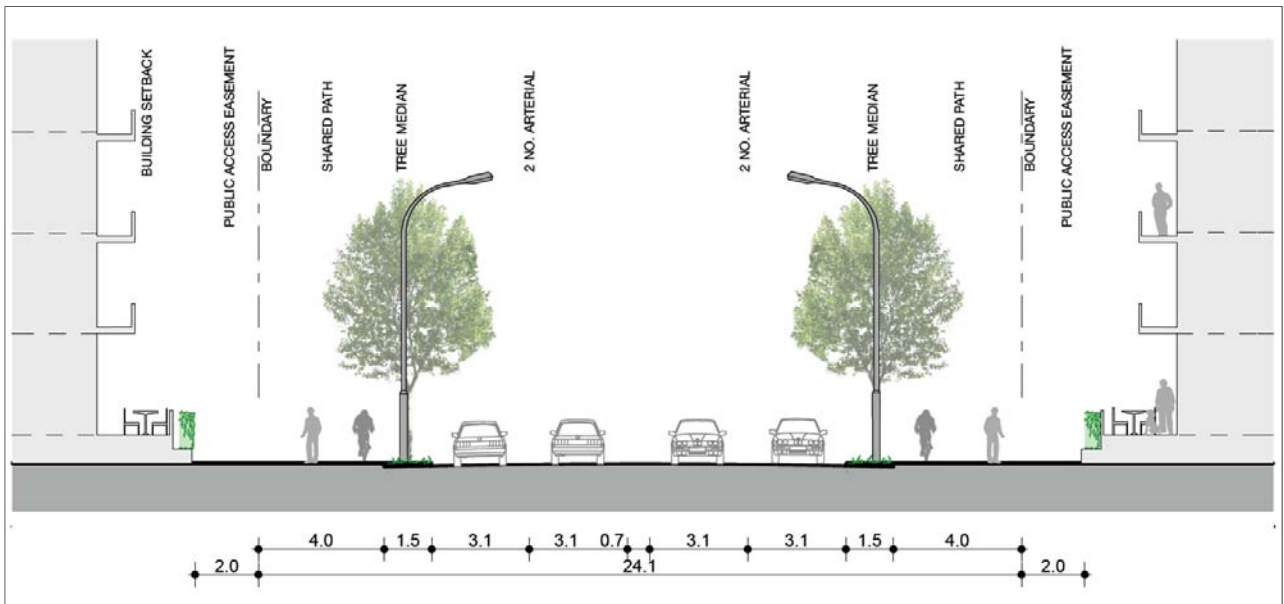 BUILDING SETBACK
PUBLIC ACCESS EASEMENT
BOUNDARY
SHARED PATH
TREE MEDIAN
2 NO. ARTERIAL
2 NO. ARTERIAL
TREE MEDIAN
SHARED PATH
BOUNDARY
PUBLIC ACCESS EASEMENT
4.0 1.5 3.1 3.1 0.7 3.1 3.1 1.5 4.0
2.0 24.1 2.0